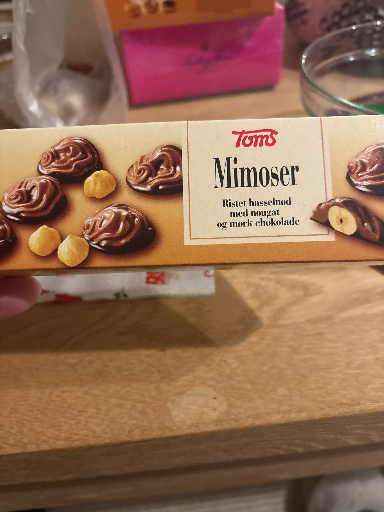 Toms
Mimoser
Ristet hasselnød
med nougat
og mørk chokolade